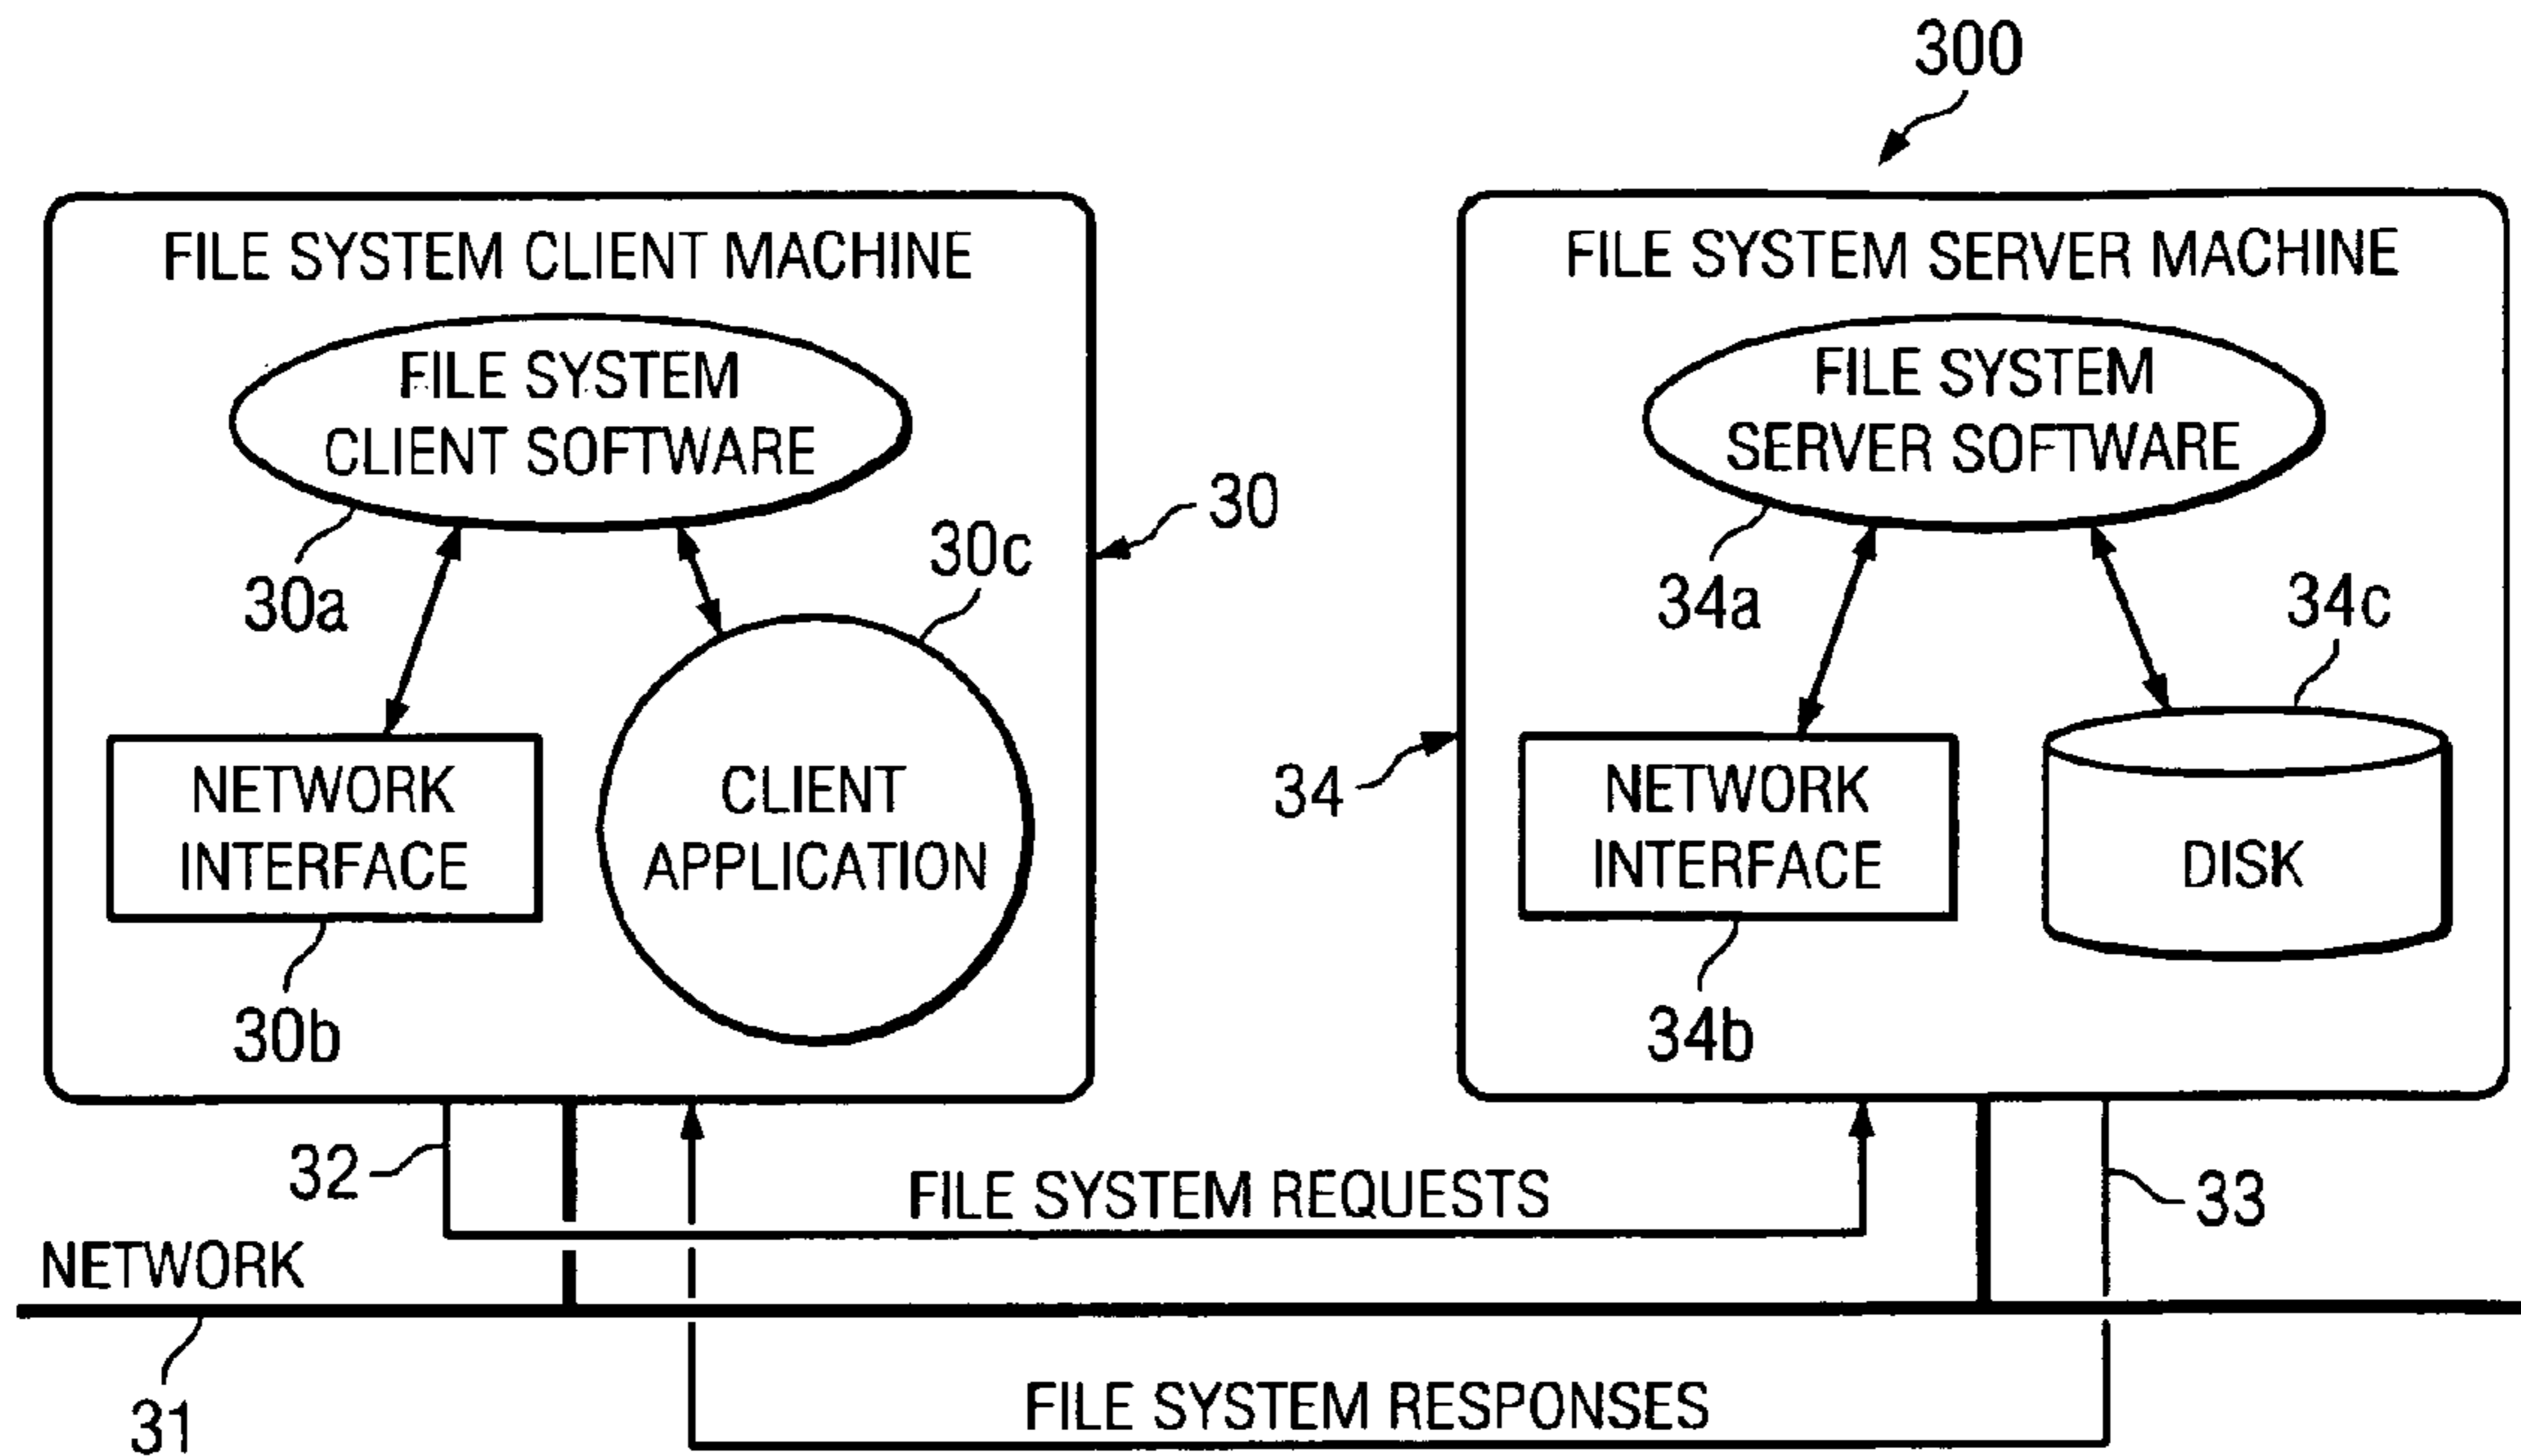 300
FILE SYSTEM CLIENT MACHINE
FILE SYSTEM
CLIENT SOFTWARE
30a
30c
30
NETWORK
INTERFACE
30b
CLIENT
APPLICATION
FILE SYSTEM SERVER MACHINE
FILE SYSTEM
SERVER SOFTWARE
34a
34c
34
NETWORK
INTERFACE
34b
DISK
32
FILE SYSTEM REQUESTS
33
NETWORK
31
FILE SYSTEM RESPONSES